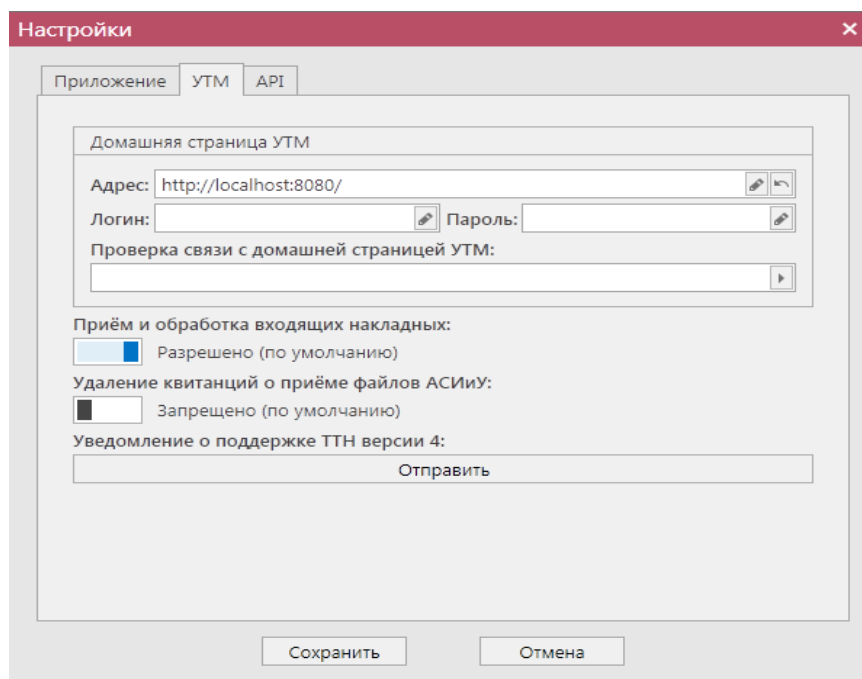 Настройки
Приложение УТМ API
Домашняя страница УТМ
Адрес: http://localhost:8080/
Логин: Пароль:
Проверка связи с домашней страницей УТМ:
Приём и обработка входящих накладных:
Разрешено (по умолчанию)
Удаление квитанций о приёме файлов АСИиУ:
Запрещено (по умолчанию)
Уведомление о поддержке ТТН версии 4:
Отправить
Сохранить Отмена